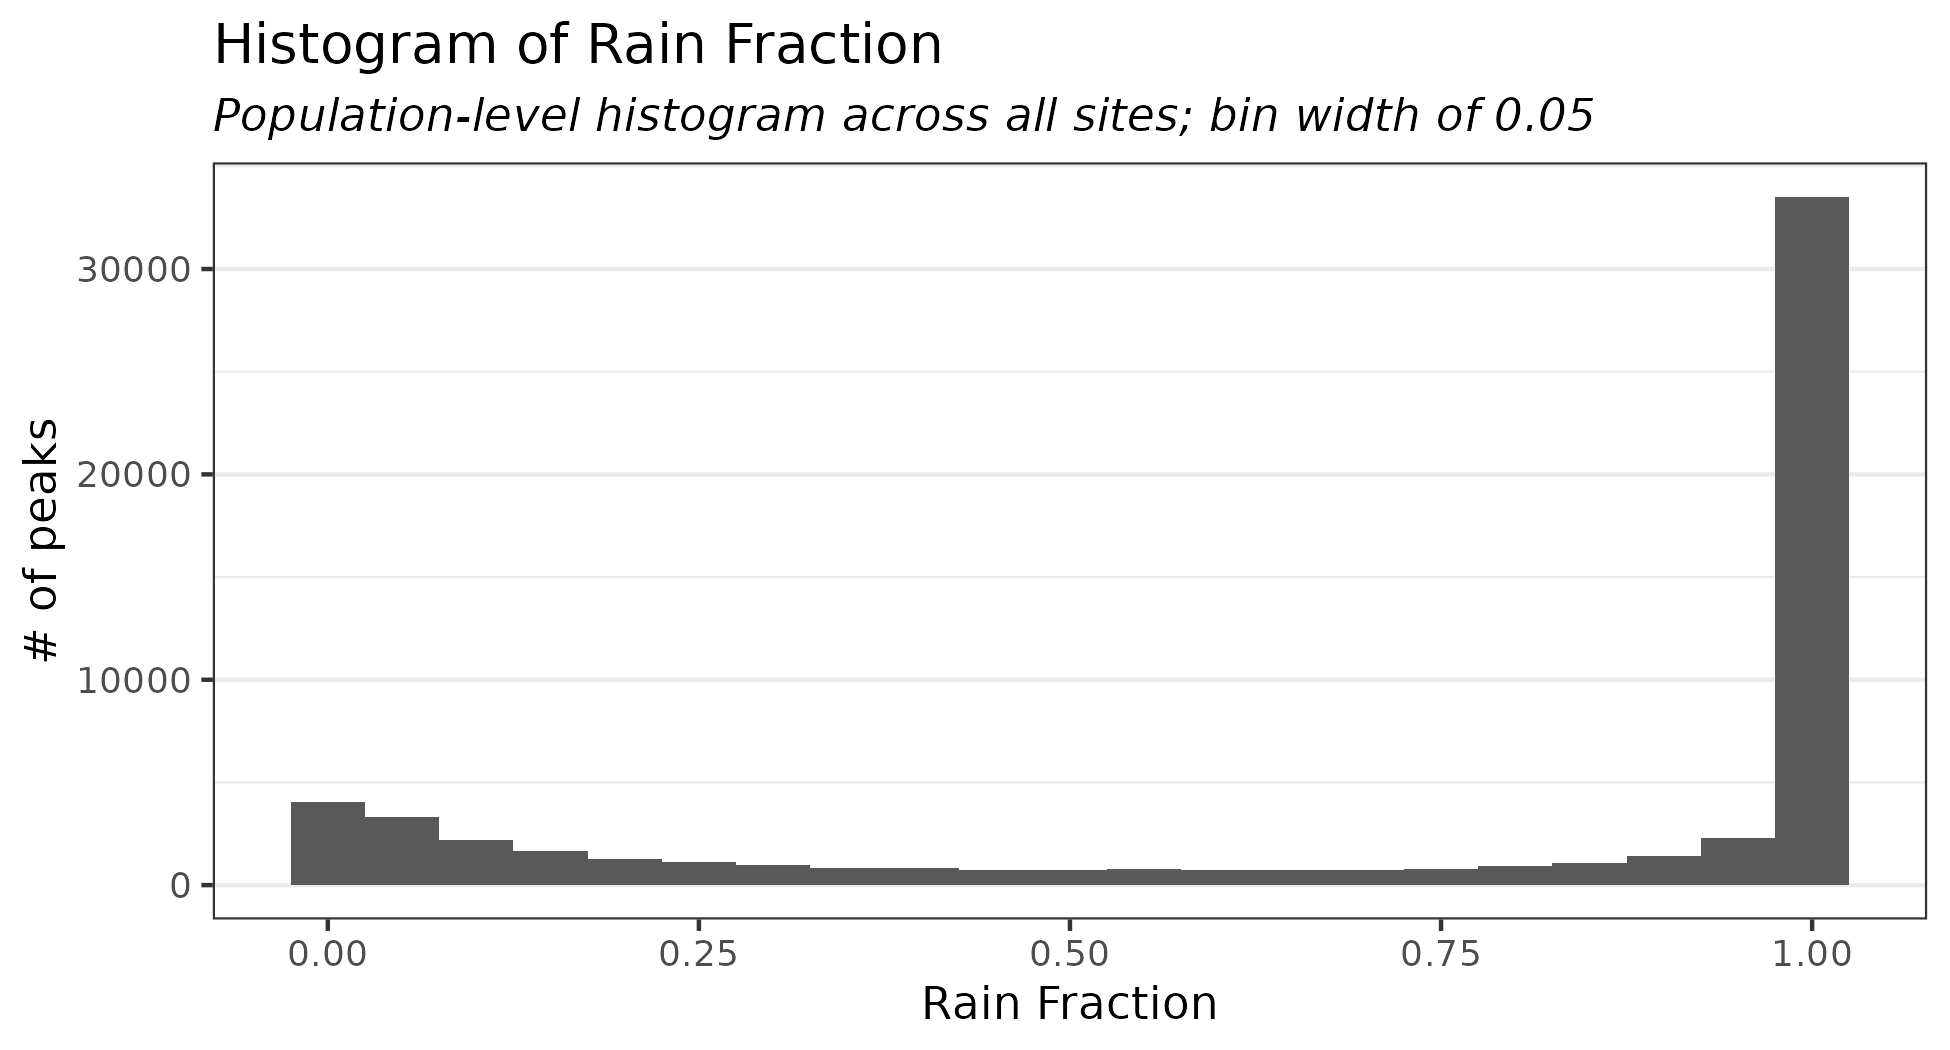 Histogram of Rain Fraction
Population-level histogram across all sites; bin width of 0.05
# of peaks
30000
20000
10000
0
0.00 0.25 0.50 0.75 1.00
Rain Fraction